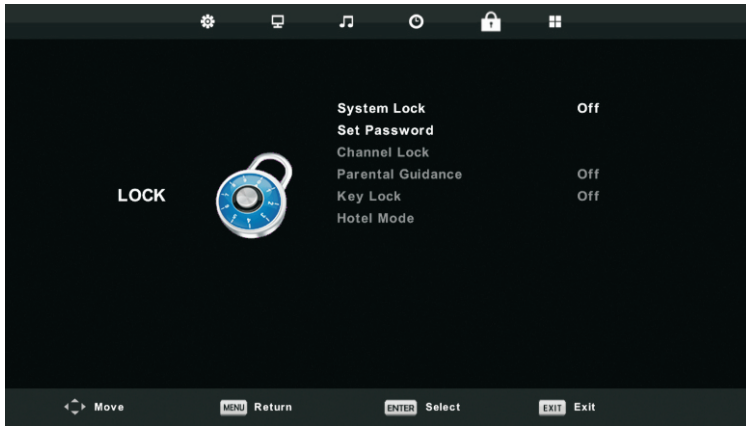 System Lock Off
Set Password
Channel Lock
Parental Guidance Off
LOCK
Key Lock Off
Hotel Mode
Move MENU Return ENTER Select EXIT Exit